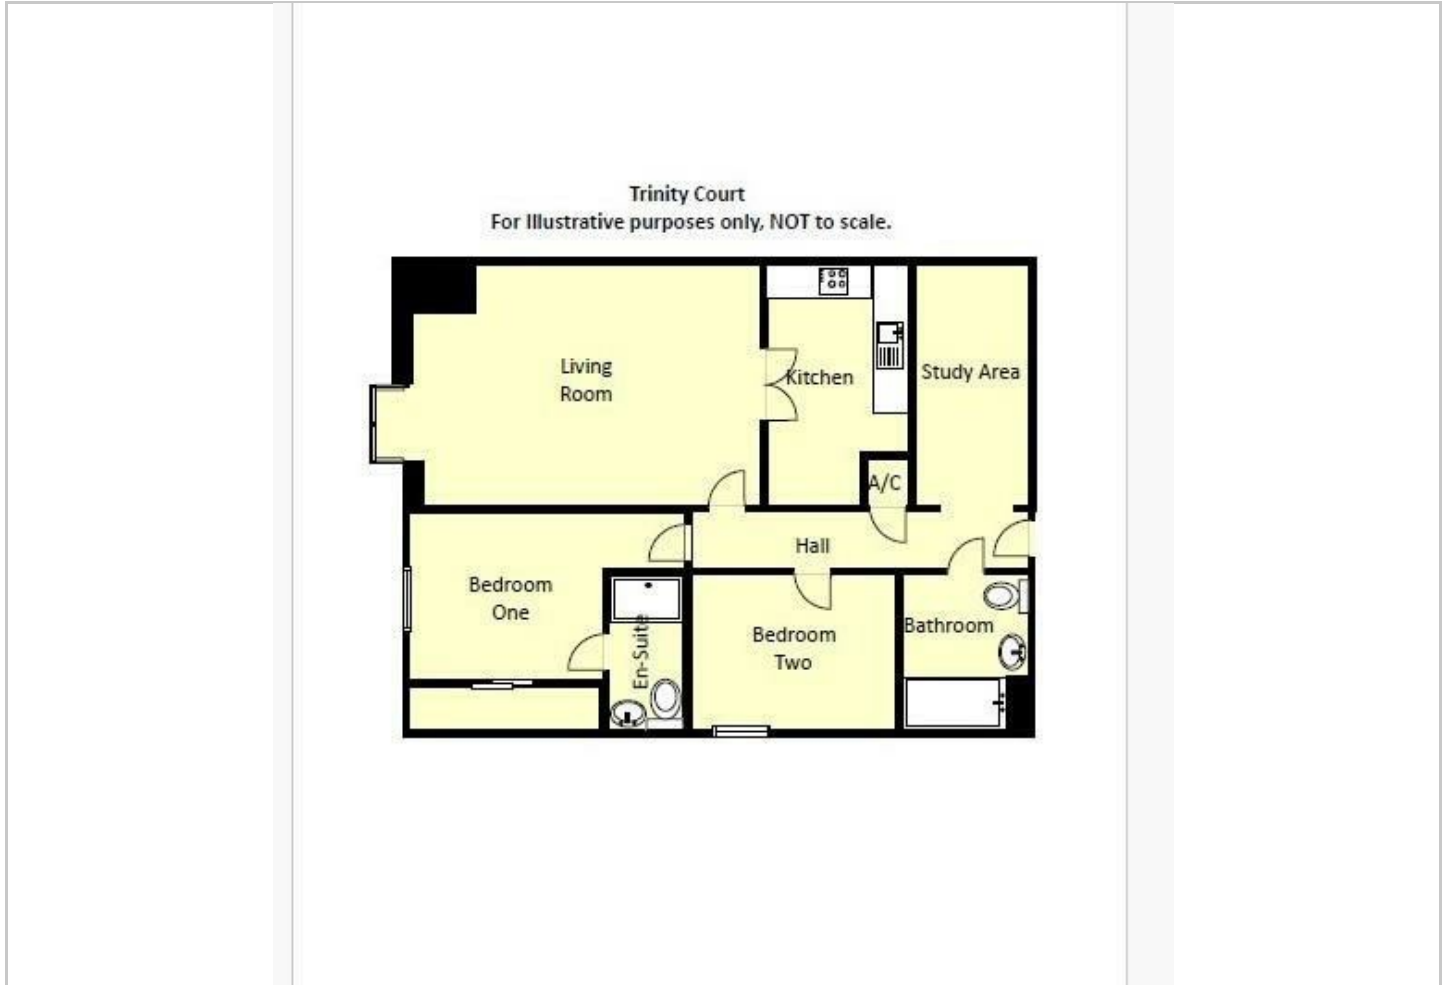 Trinity Court
For Illustrative purposes only, NOT to scale.
Living
Room
Kitchen
Study Area
A/C
Hall
Bedroom
One
En-Suite
Bedroom
Two
Bathroom